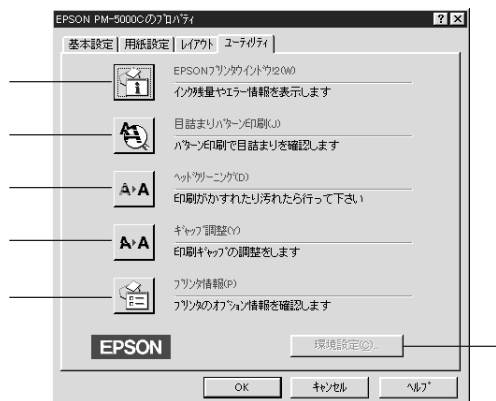 EPSON PM-5000Cのプロパティ
基本設定 用紙設定 レイアウト ユーティリティ
EPSONプリンタウインドウ!2(W)
インク残量やエラー情報を表示します
目詰まりパターン印刷(J)
パターン印刷で目詰まりを確認します
ヘッドクリーニング(D)
印刷がかすれたり汚れたら行って下さい
ギャップ調整(Y)
印刷ギャップの調整をします
プリンタ情報(P)
プリンタのオプション情報を確認します
EPSON
環境設定(C)...
OK キャンセル ヘルプ